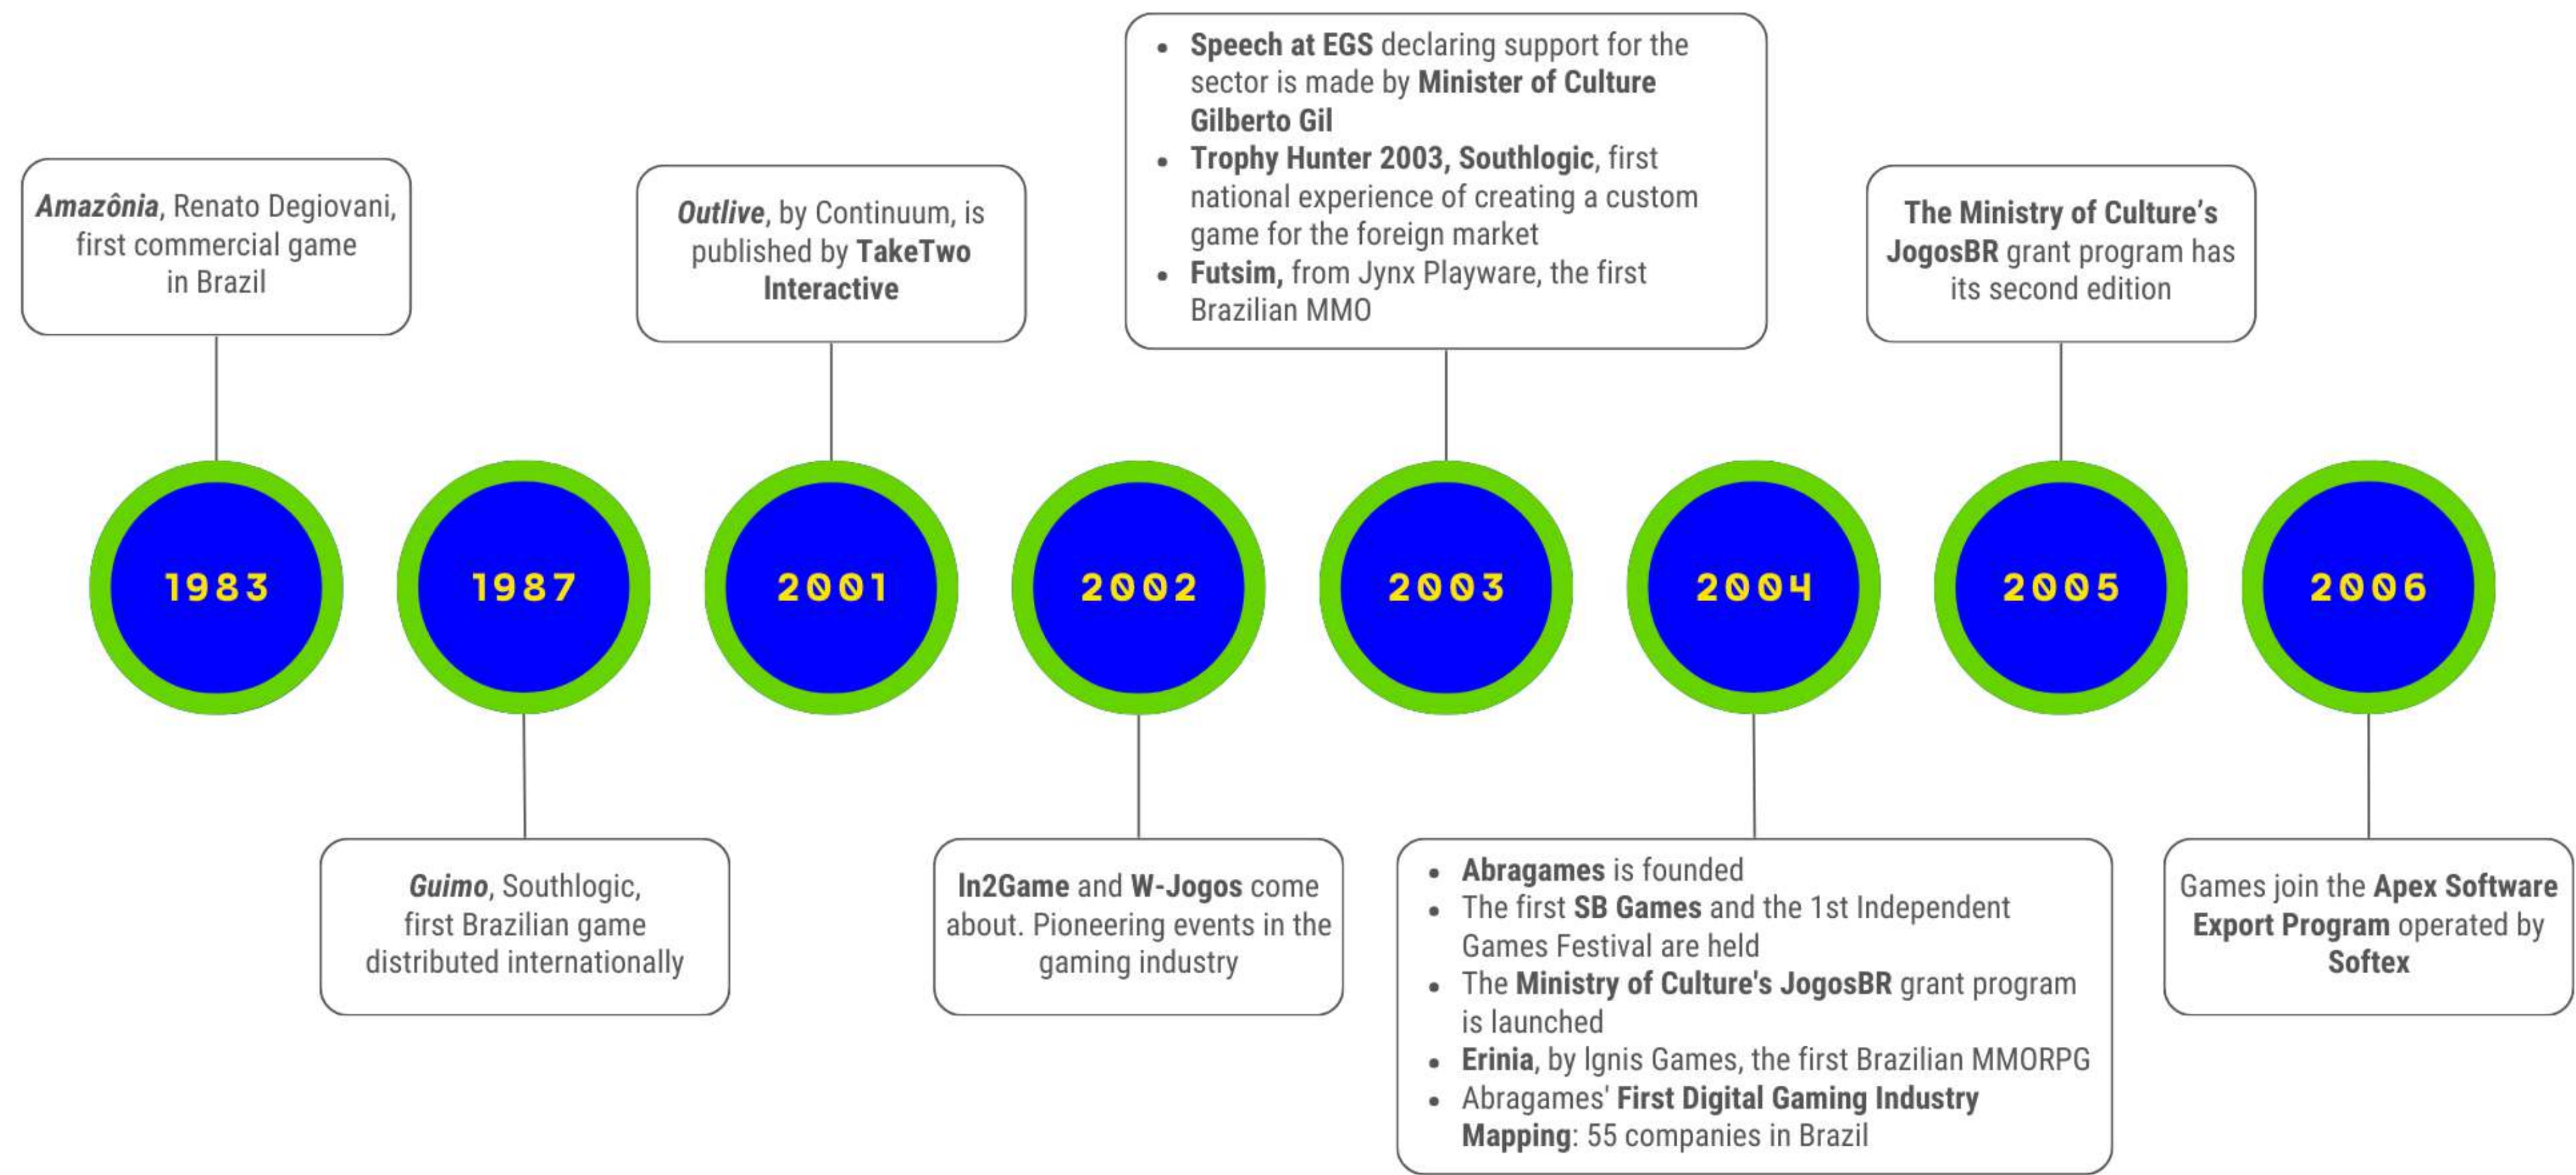 Amazônia, Renato Degiovani,
first commercial game
in Brazil
Outlive, by Continuum, is
published by TakeTwo
Interactive
• Speech at EGS declaring support for the
sector is made by Minister of Culture
Gilberto Gil
• Trophy Hunter 2003, Southlogic, first
national experience of creating a custom
game for the foreign market
• Futsim, from Jynx Playware, the first
Brazilian MMO
The Ministry of Culture’s
JogosBR grant program has
its second edition
1983
1987
2001
2002
2003
2004
2005
2006
Guimo, Southlogic,
first Brazilian game
distributed internationally
In2Game and W-Jogos come
about. Pioneering events in the
gaming industry
• Abragames is founded
• The first SB Games and the 1st Independent
Games Festival are held
• The Ministry of Culture's JogosBR grant program
is launched
• Erinia, by Ignis Games, the first Brazilian MMORPG
• Abragames' First Digital Gaming Industry
Mapping: 55 companies in Brazil
Games join the Apex Software
Export Program operated by
Softex